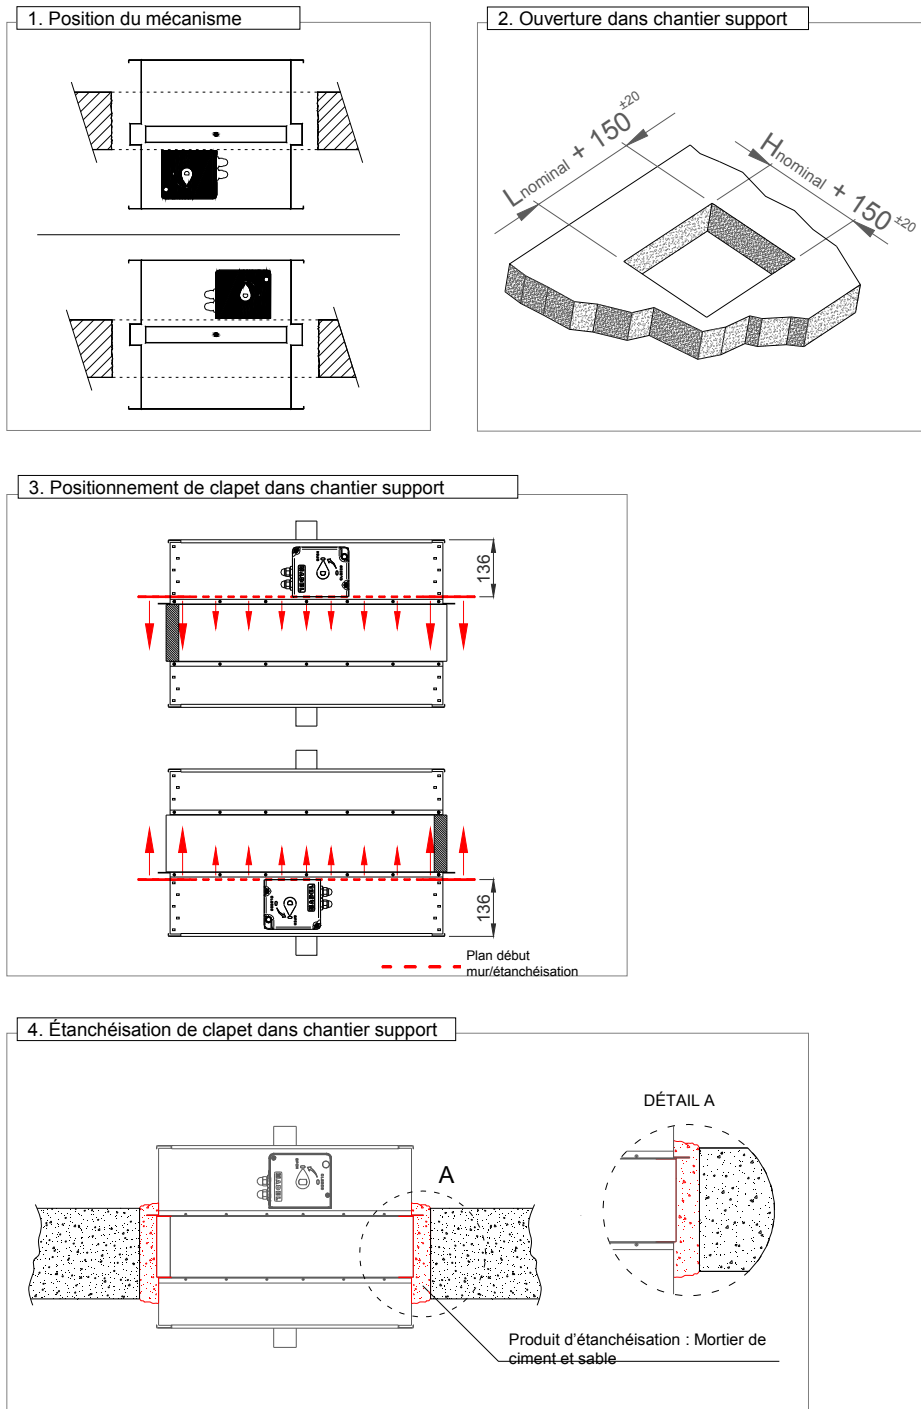 1. Position du mécanisme
2. Ouverture dans chantier support
Lnominal + 150 ±20
Hnominal + 150 ±20
3. Positionnement de clapet dans chantier support
136
136
Plan début
mur/étanchéisation
4. Étanchéisation de clapet dans chantier support
DÉTAIL A
A
MADEL
Produit d'étanchéisation : Mortier de
ciment et sable